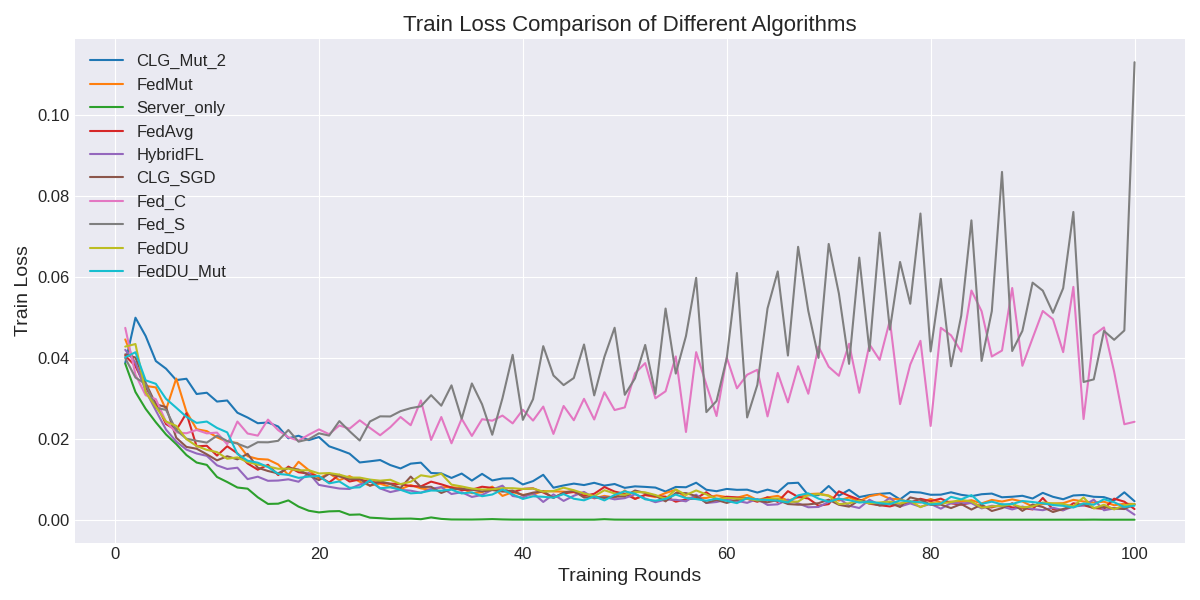 Train Loss Comparison of Different Algorithms
CLG_Mut_2
FedMut
Server_only
FedAvg
HybridFL
CLG_SGD
Fed_C
Fed_S
FedDU
FedDU_Mut
Train Loss
0.10
0.08
0.06
0.04
0.02
0.00
0 20 40 60 80 100
Training Rounds